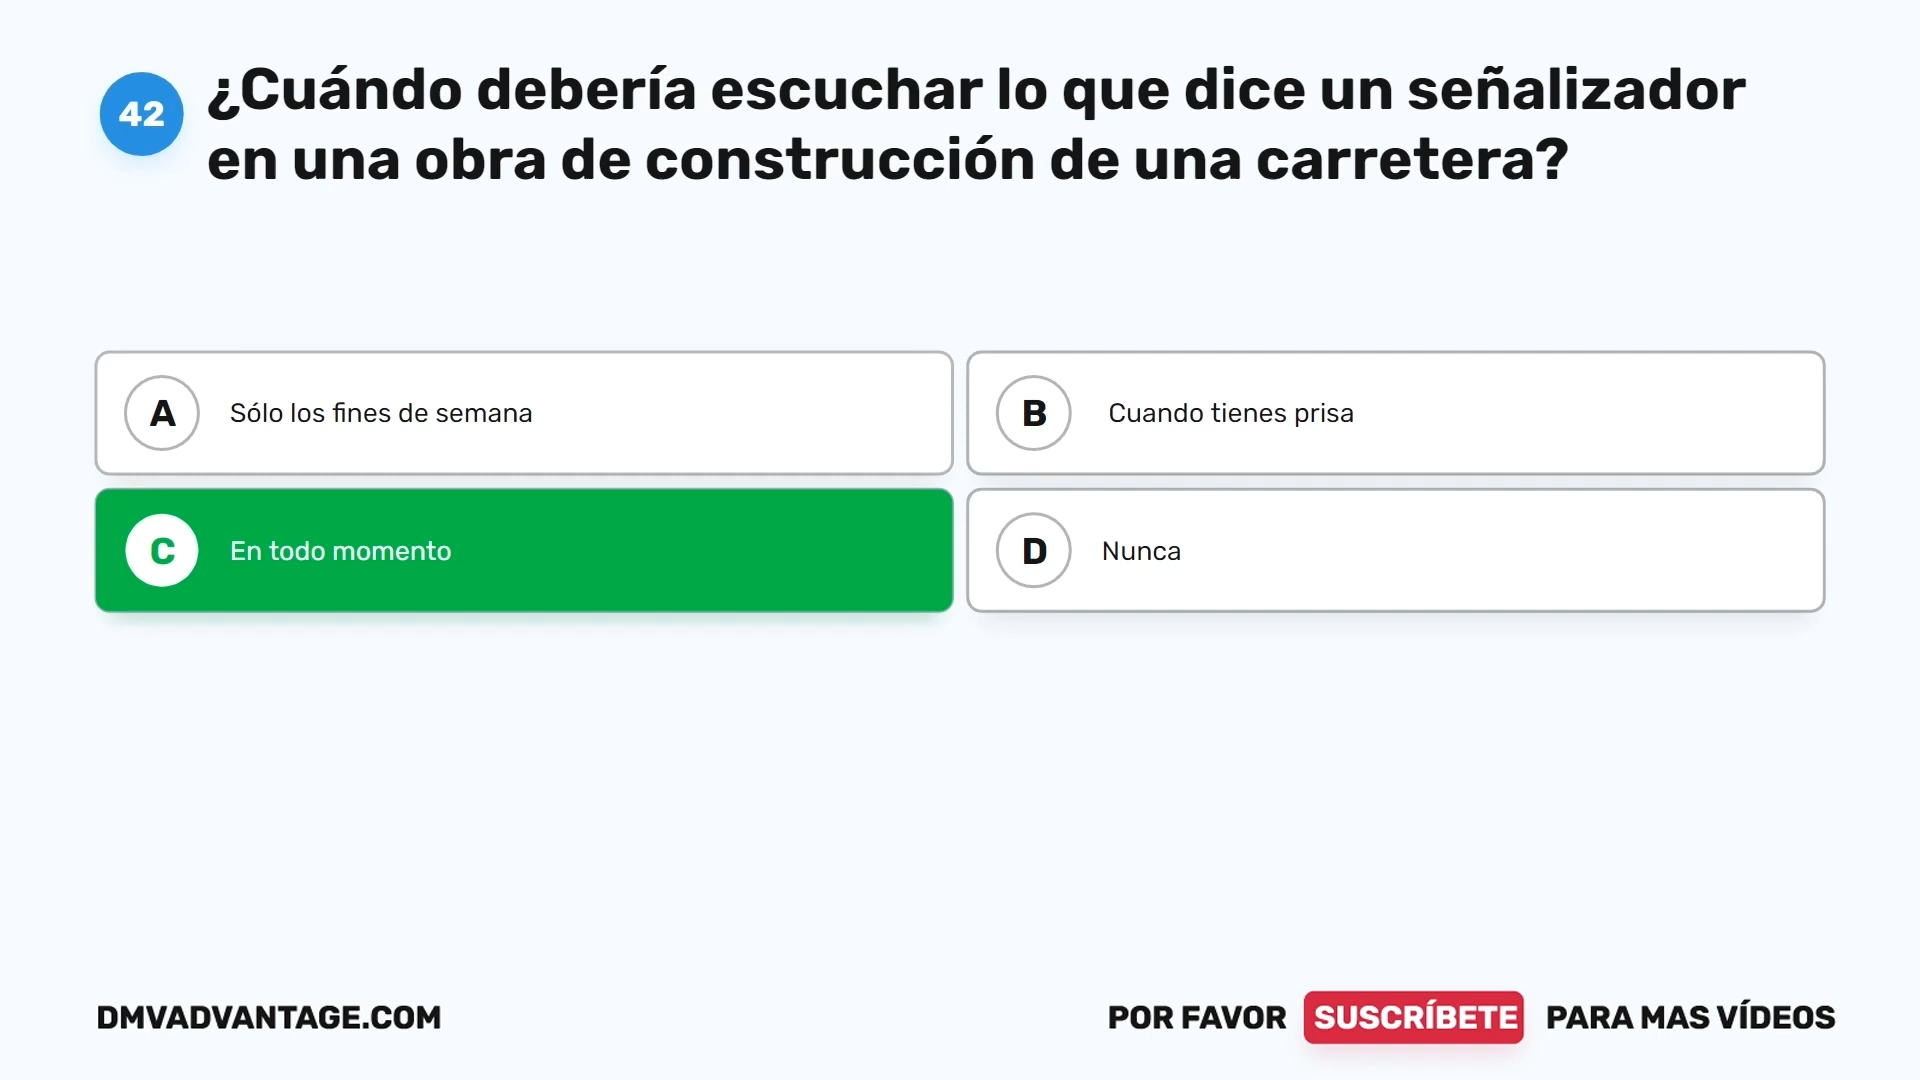 42
¿Cuándo debería escuchar lo que dice un señalizador
en una obra de construcción de una carretera?
A Sólo los fines de semana
B Cuando tienes prisa
C En todo momento
D Nunca
DMVADVANTAGE.COM
POR FAVOR SUSCRÍBETE PARA MAS VÍDEOS